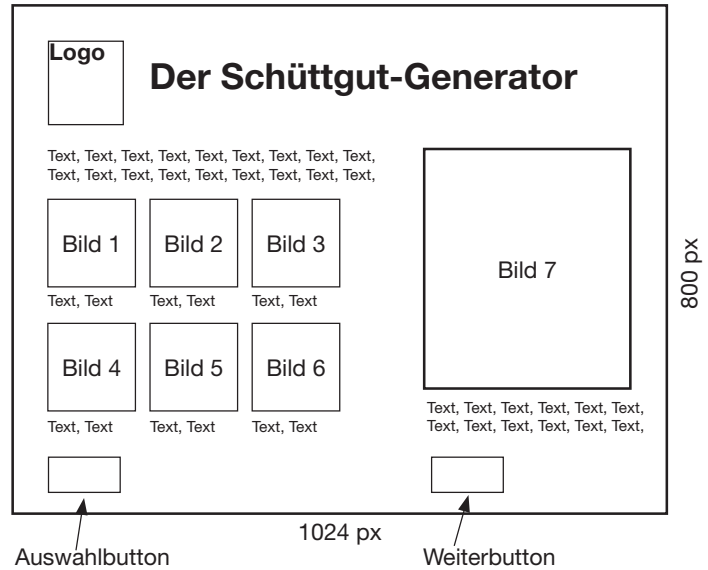 Logo
Der Schüttgut-Generator
Text, Text, Text, Text, Text, Text, Text, Text, Text,
Text, Text, Text, Text, Text, Text, Text, Text, Text,
Bild 1
Bild 2
Bild 3
Text, Text
Text, Text
Text, Text
Bild 4
Bild 5
Bild 6
Text, Text
Text, Text
Text, Text
Bild 7
Text, Text, Text, Text, Text, Text,
Text, Text, Text, Text, Text, Text,
800 px
1024 px
Auswahlbutton
Weiterbutton